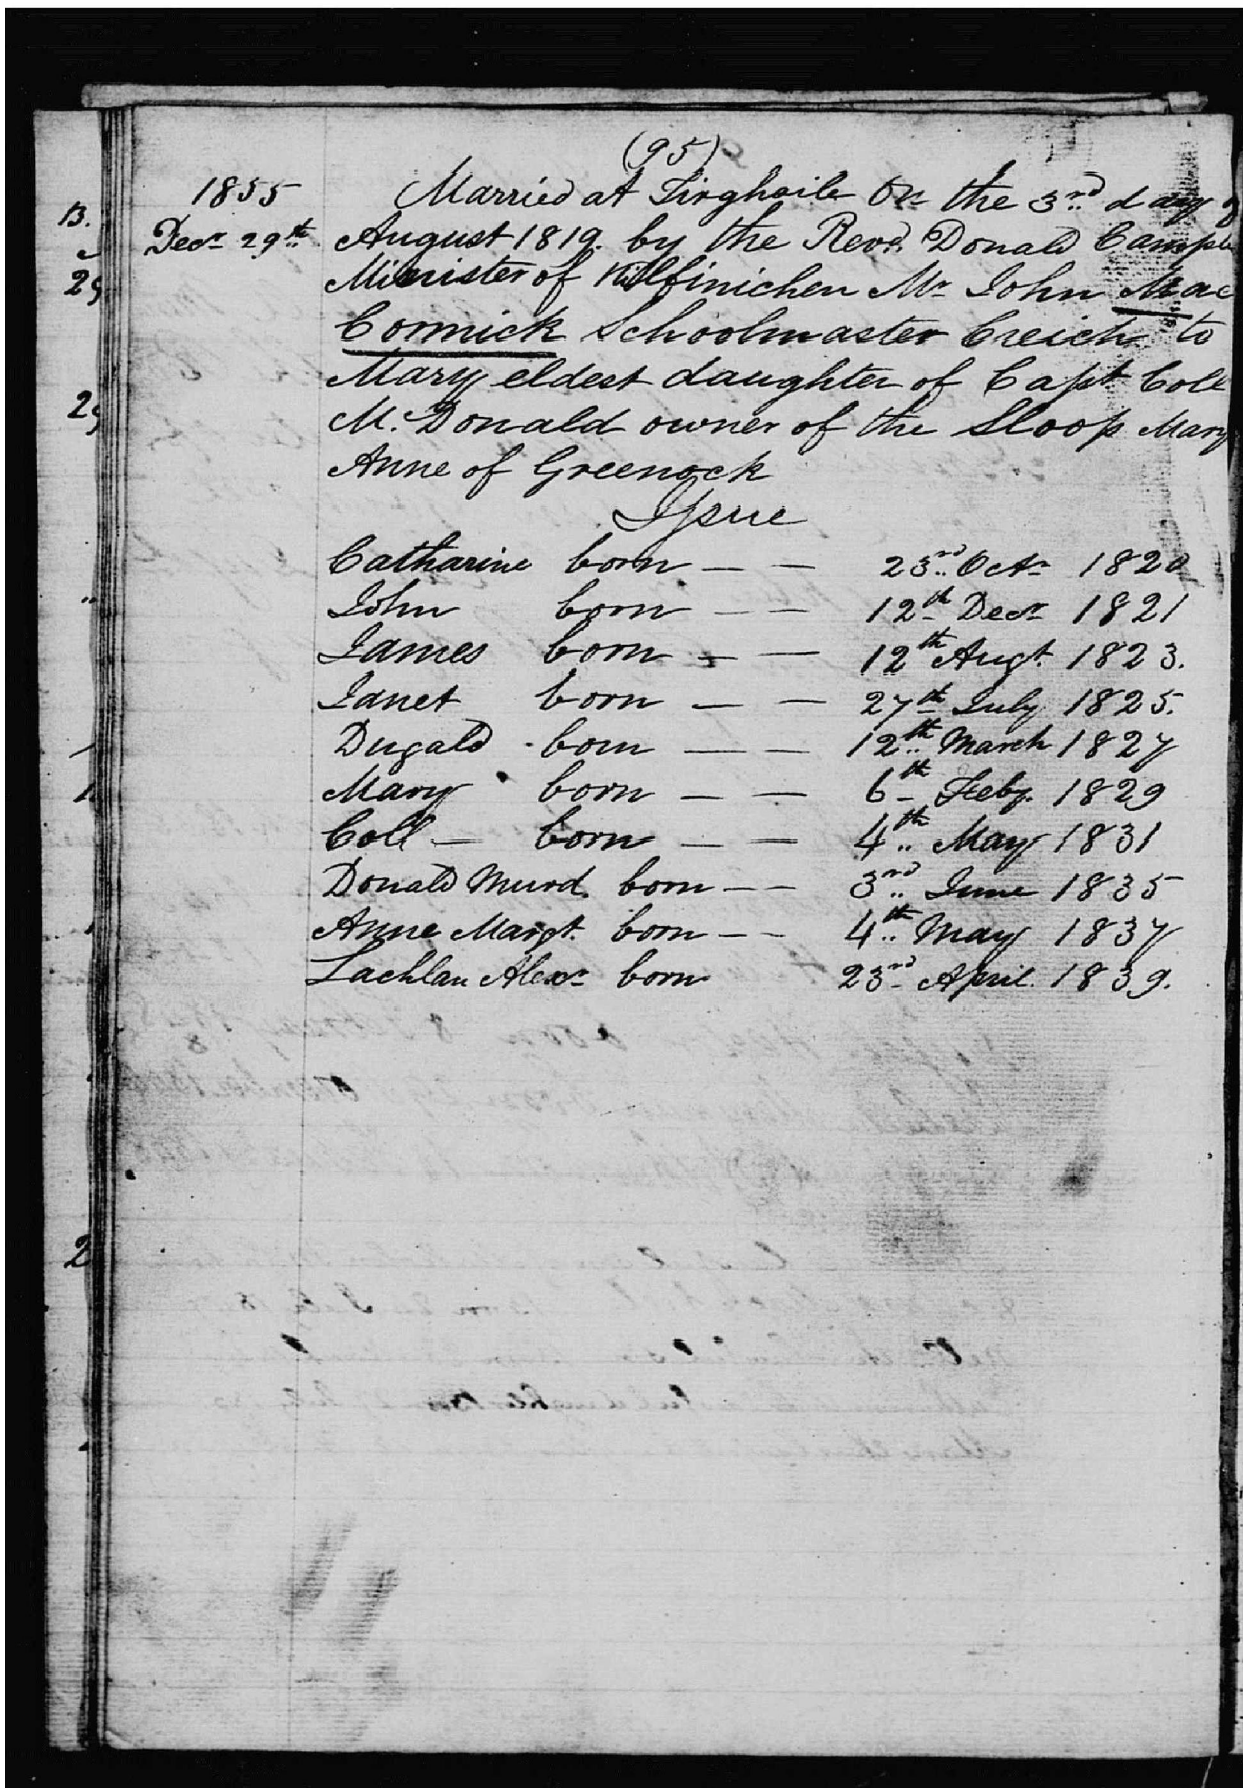 (95)
1855 Married at Tirghoile On the 3rd day of
Decr 29th August 1819. by the Revd. Donald Campbe
Minister of Kilfinichen Mr John Mac
Cormick Schoolmaster Creich to
Mary eldest daughter of Capt Coll
Mc.Donald owner of the Sloop Mary
Anne of Greenock
Issue
Catharine born — — 23rd Octr 1820
John born — — 12th Decr 1821
James born — — 12th Augt. 1823.
Janet born — — 27th July 1825.
Dugald born — — 12th March 1827
Mary born — — 6th Feby. 1829
Coll — born — — 4th May 1831
Donald Murd. born — — 3rd June 1835
Anne Margt. born — — 4th May 1837
Lachlan Alexr born 23rd April 1839.